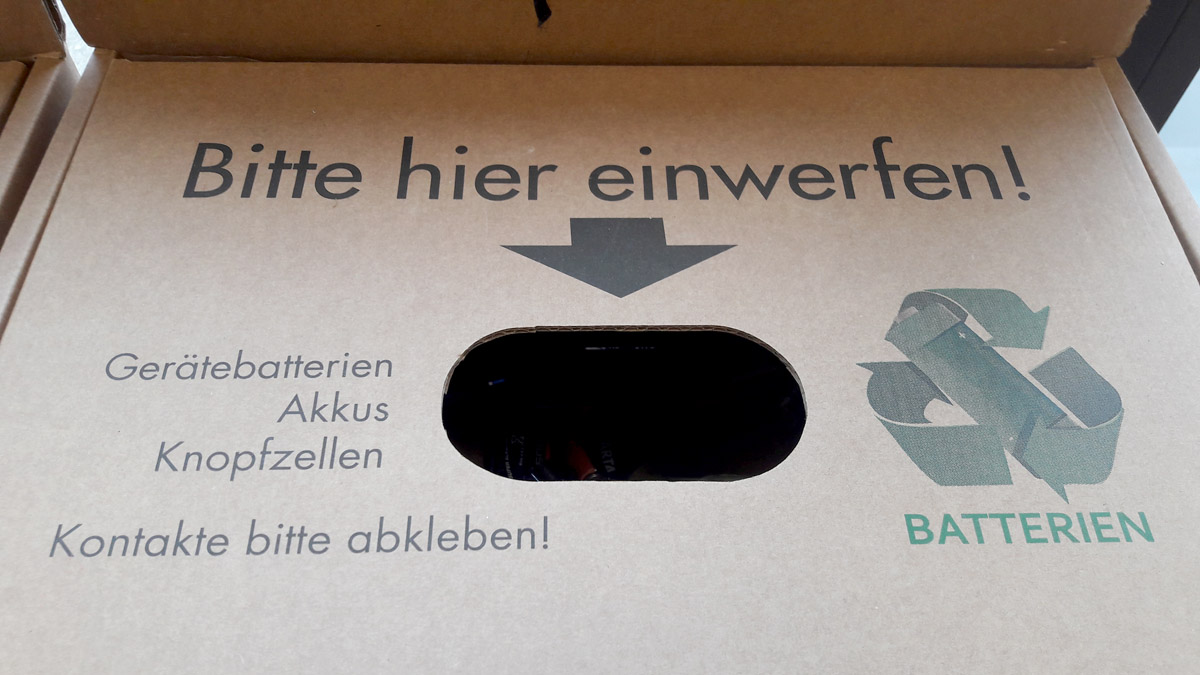 Bitte hier einwerfen!
Gerätebatterien
Akkus
Knopfzellen
Kontakte bitte abkleben!
BATTERIEN